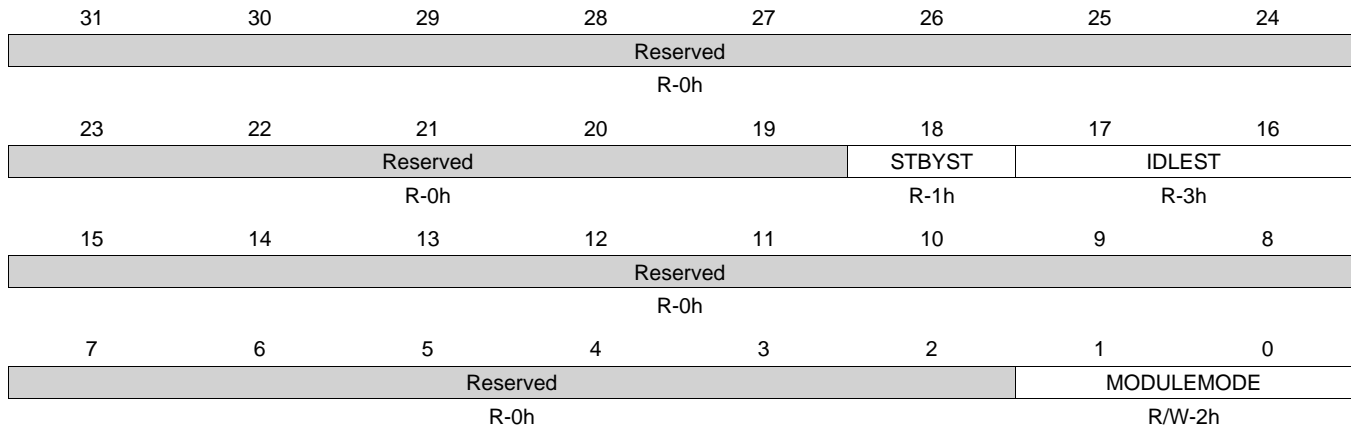 31 30 29 28 27 26 25 24
Reserved
R-0h
23 22 21 20 19 18 17 16
Reserved STBYST IDLEST
R-0h R-1h R-3h
15 14 13 12 11 10 9 8
Reserved
R-0h
7 6 5 4 3 2 1 0
Reserved MODULEMODE
R-0h R/W-2h